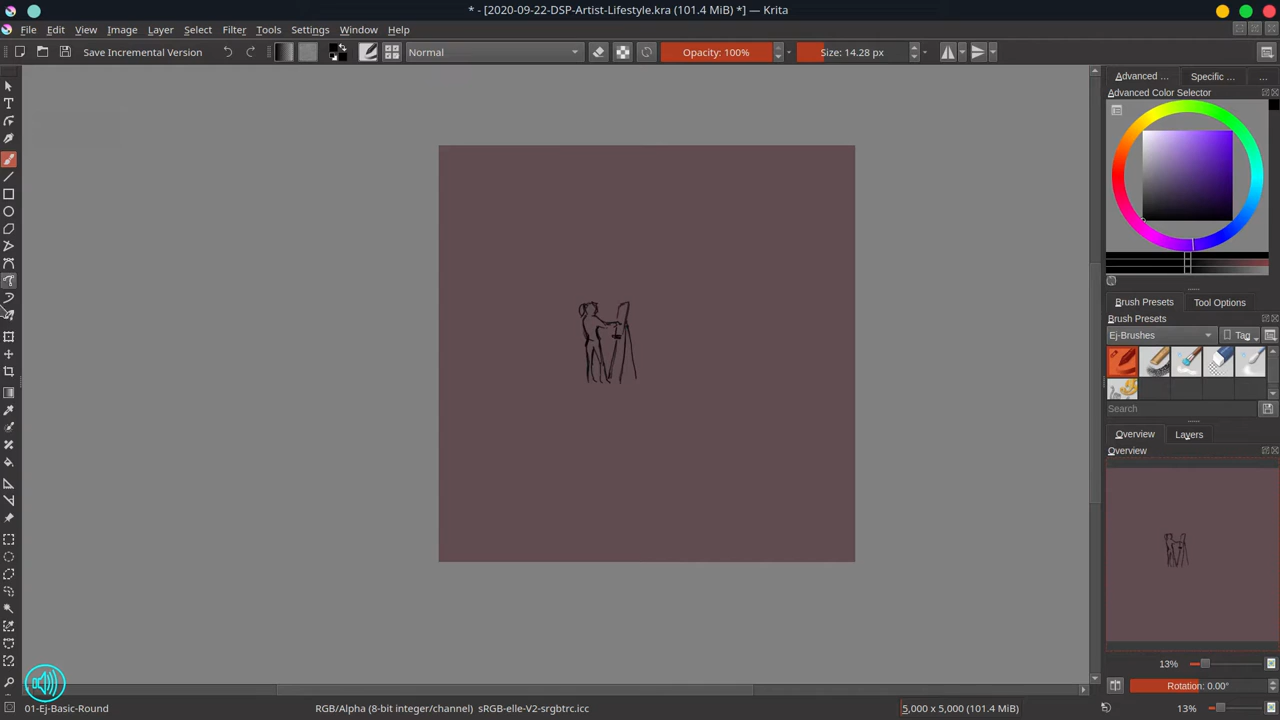 * - [2020-09-22-DSP-Artist-Lifestyle.kra (101.4 MiB) *] — Krita
File Edit View Image Layer Select Filter Tools Settings Window Help
Save Incremental Version Normal Opacity: 100% Size: 14.28 px
Advanced ... Specific ... ...
Advanced Color Selector
Brush Presets Tool Options
Brush Presets
Ej-Brushes Tag
Search
Overview Layers
Overview
13%
Rotation: 0.00°
01-Ej-Basic-Round RGB/Alpha (8-bit integer/channel) sRGB-elle-V2-srgbtrc.icc 5,000 x 5,000 (101.4 MiB) 13%